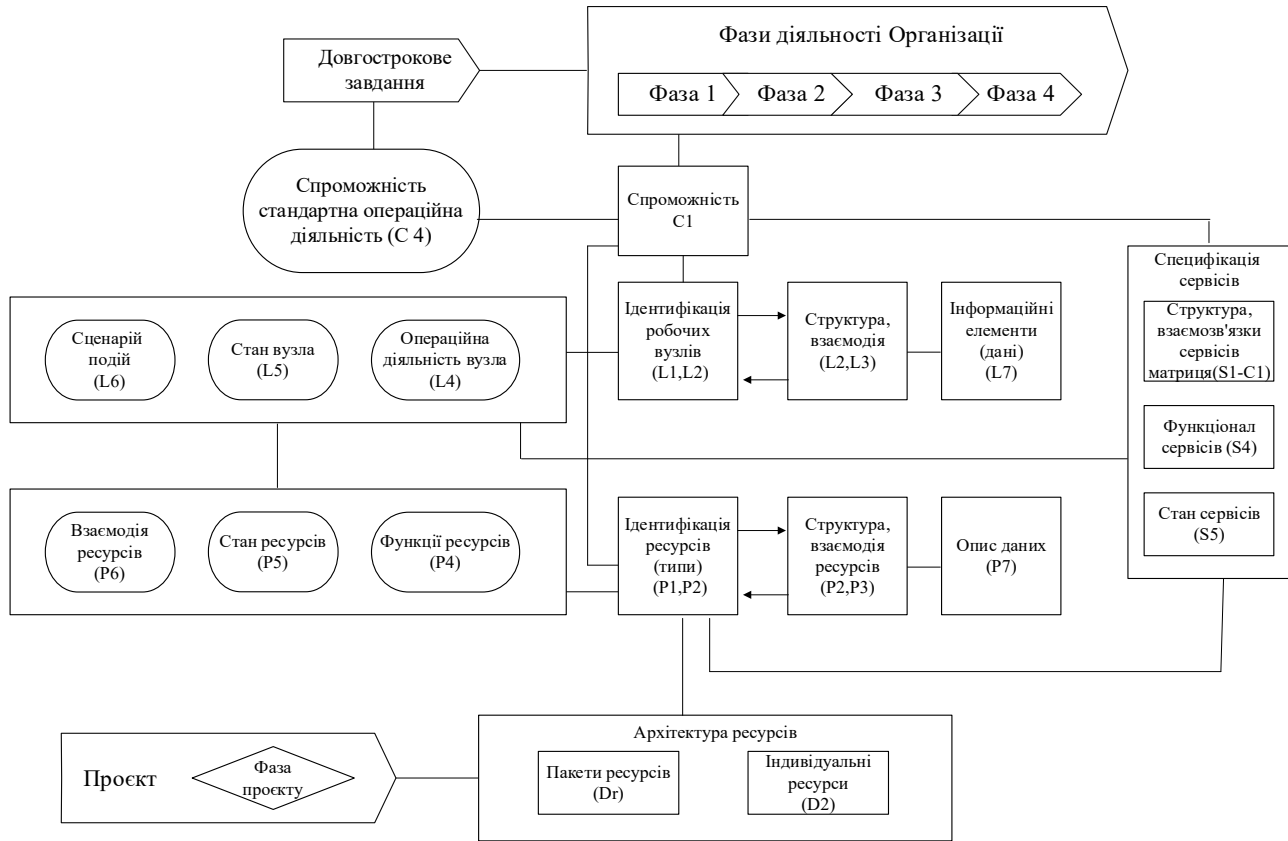 Довгострокове
завдання
Фази діяльності Організації
Фаза 1
Фаза 2
Фаза 3
Фаза 4
Спроможність
стандартна операційна
діяльність (С 4)
Спроможність
С1
Специфікація
сервісів
Структура,
взаємозв'язки
сервісів
матриця(S1-C1)
Функціонал
сервісів (S4)
Стан сервісів
(S5)
Сценарій
подій
(L6)
Стан вузла
(L5)
Операційна
діяльність вузла
(L4)
Ідентифікація
робочих
вузлів
(L1,L2)
Структура,
взаємодія
(L2,L3)
Інформаційні
елементи
(дані)
(L7)
Взаємодія
ресурсів
(P6)
Стан ресурсів
(P5)
Функції ресурсів
(P4)
Ідентифікація
ресурсів
(типи)
(P1,P2)
Структура,
взаємодія
ресурсів
(P2,P3)
Опис даних
(P7)
Проєкт
Фаза
проєкту
Архітектура ресурсів
Пакети ресурсів
(Dr)
Індивідуальні
ресурси
(D2)